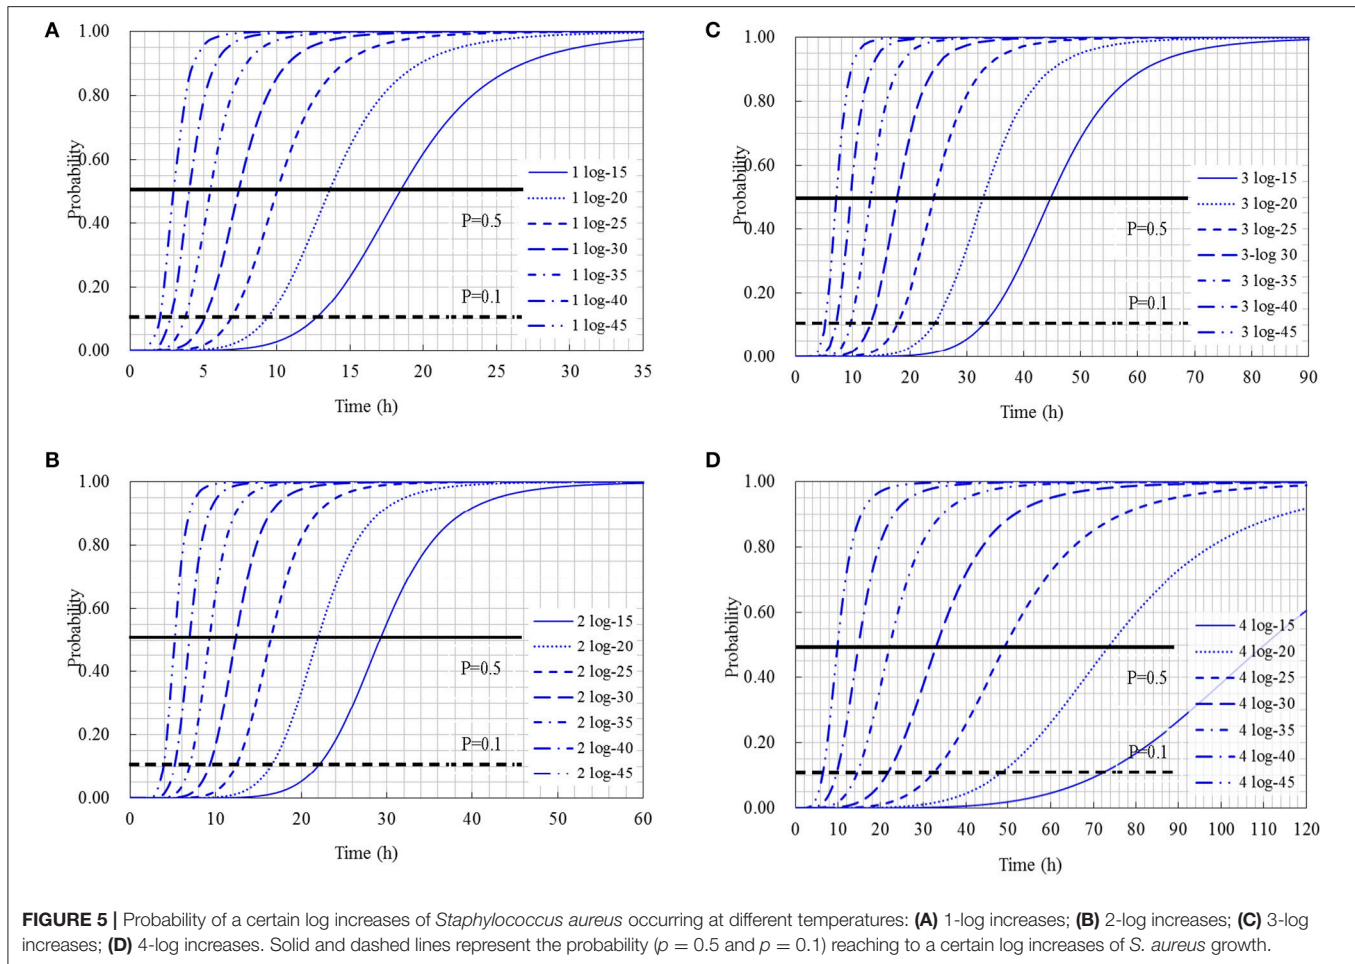 A
1.00
0.80
0.60
0.40
0.20
0.00
Probability
P=0.5
P=0.1
1 log-15
1 log-20
1 log-25
1 log-30
1 log-35
1 log-40
1 log-45
0 5 10 15 20 25 30 35
Time (h)
C
1.00
0.80
0.60
0.40
0.20
0.00
Probability
P=0.5
P=0.1
3 log-15
3 log-20
3 log-25
3-log 30
3 log-35
3 log-40
3 log-45
0 10 20 30 40 50 60 70 80 90
Time (h)
B
1.00
0.80
0.60
0.40
0.20
0.00
Probability
P=0.5
P=0.1
2 log-15
2 log-20
2 log-25
2 log-30
2 log-35
2 log-40
2 log-45
0 10 20 30 40 50 60
Time (h)
D
1.00
0.80
0.60
0.40
0.20
0.00
Probability
P=0.5
P=0.1
4 log-15
4 log-20
4 log-25
4 log-30
4 log-35
4 log-40
4 log-45
0 10 20 30 40 50 60 70 80 90 100 110 120
Time (h)
FIGURE 5 | Probability of a certain log increases of Staphylococcus aureus occurring at different temperatures: (A) 1-log increases; (B) 2-log increases; (C) 3-log
increases; (D) 4-log increases. Solid and dashed lines represent the probability (p = 0.5 and p = 0.1) reaching to a certain log increases of S. aureus growth.